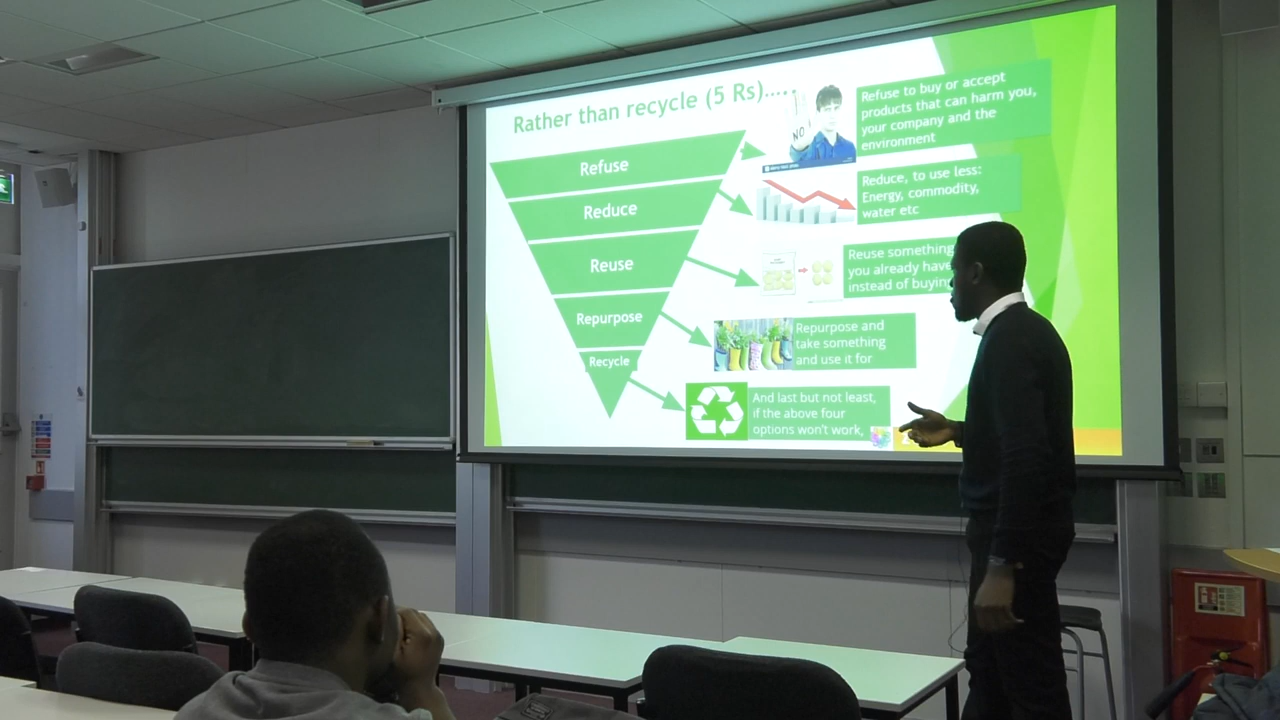 Rather than recycle (5 Rs).....
Refuse
Reduce
Reuse
Repurpose
Recycle
NO
Refuse to buy or accept
products that can harm you,
your company and the
environment
Reduce, to use less:
Energy, commodity,
water etc
Reuse something
you already have
instead of buying
Repurpose and
take something
and use it for
And last but not least,
if the above four
options won't work,